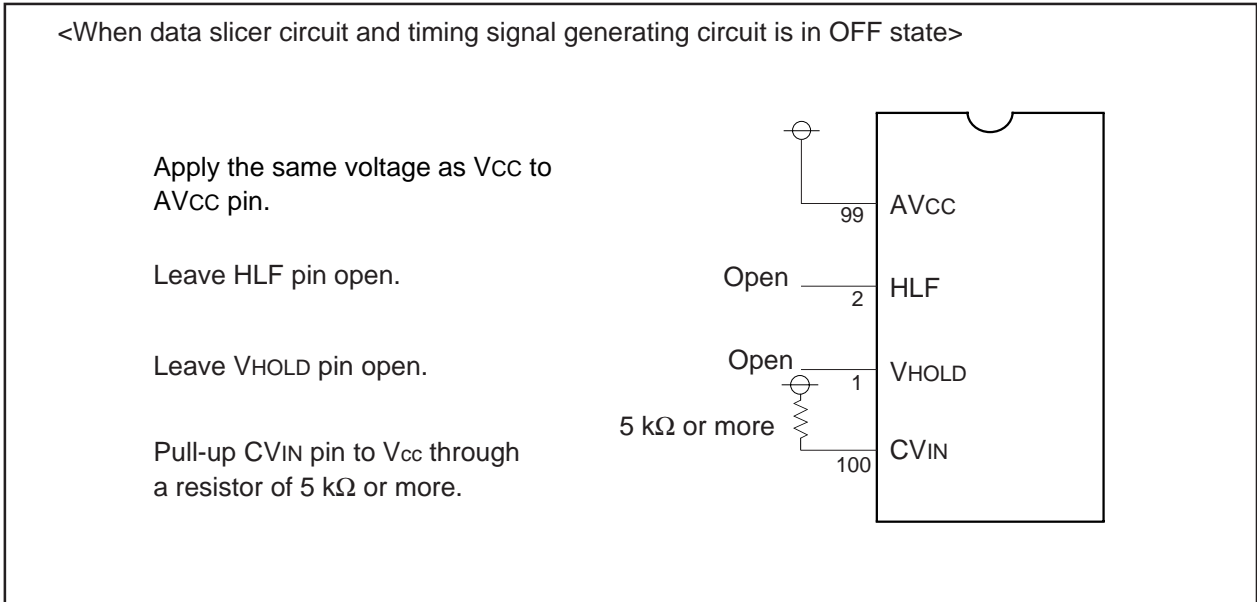 <When data slicer circuit and timing signal generating circuit is in OFF state>
Apply the same voltage as VCC to
AVCC pin.
Leave HLF pin open.
Leave VHOLD pin open.
Pull-up CVIN pin to Vcc through
a resistor of 5 kΩ or more.
99 AVCC
Open 2 HLF
Open 1 VHOLD
5 kΩ or more
100 CVIN